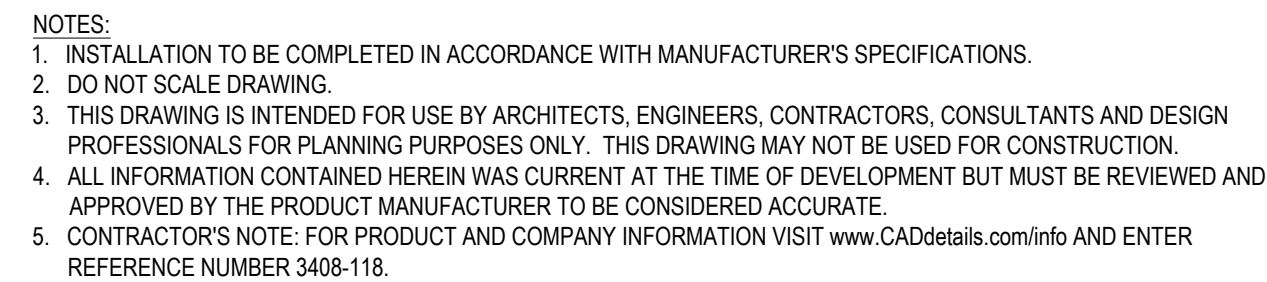 NOTES:
1. INSTALLATION TO BE COMPLETED IN ACCORDANCE WITH MANUFACTURER'S SPECIFICATIONS.
2. DO NOT SCALE DRAWING.
3. THIS DRAWING IS INTENDED FOR USE BY ARCHITECTS, ENGINEERS, CONTRACTORS, CONSULTANTS AND DESIGN
PROFESSIONALS FOR PLANNING PURPOSES ONLY. THIS DRAWING MAY NOT BE USED FOR CONSTRUCTION.
4. ALL INFORMATION CONTAINED HEREIN WAS CURRENT AT THE TIME OF DEVELOPMENT BUT MUST BE REVIEWED AND
APPROVED BY THE PRODUCT MANUFACTURER TO BE CONSIDERED ACCURATE.
5. CONTRACTOR'S NOTE: FOR PRODUCT AND COMPANY INFORMATION VISIT www.CADdetails.com/info AND ENTER
REFERENCE NUMBER 3408-118.